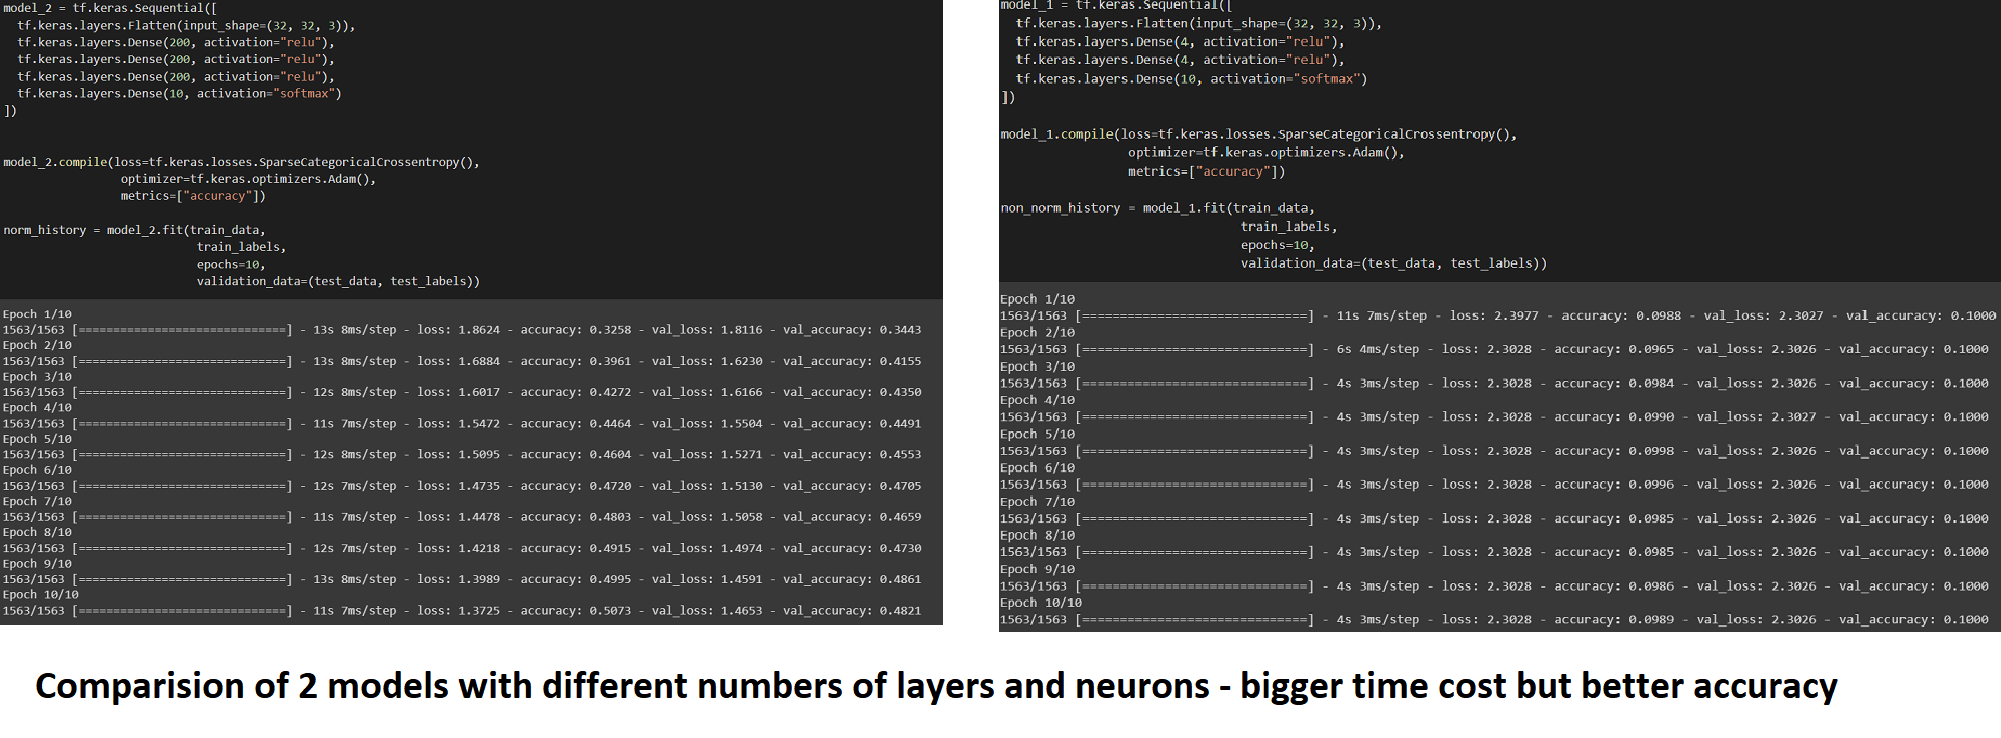 model_2 = tf.keras.Sequential([
  tf.keras.layers.Flatten(input_shape=(32, 32, 3)),
  tf.keras.layers.Dense(200, activation="relu"),
  tf.keras.layers.Dense(200, activation="relu"),
  tf.keras.layers.Dense(200, activation="relu"),
  tf.keras.layers.Dense(10, activation="softmax")
])
model_2.compile(loss=tf.keras.losses.SparseCategoricalCrossentropy(),
                optimizer=tf.keras.optimizers.Adam(),
                metrics=["accuracy"])
norm_history = model_2.fit(train_data,
                           train_labels,
                           epochs=10,
                           validation_data=(test_data, test_labels))
Epoch 1/10
1563/1563 [==============================] - 13s 8ms/step - loss: 1.8624 - accuracy: 0.3258 - val_loss: 1.8116 - val_accuracy: 0.3443
Epoch 2/10
1563/1563 [==============================] - 13s 8ms/step - loss: 1.6884 - accuracy: 0.3961 - val_loss: 1.6230 - val_accuracy: 0.4155
Epoch 3/10
1563/1563 [==============================] - 12s 8ms/step - loss: 1.6017 - accuracy: 0.4272 - val_loss: 1.6166 - val_accuracy: 0.4350
Epoch 4/10
1563/1563 [==============================] - 11s 7ms/step - loss: 1.5472 - accuracy: 0.4464 - val_loss: 1.5504 - val_accuracy: 0.4491
Epoch 5/10
1563/1563 [==============================] - 12s 8ms/step - loss: 1.5095 - accuracy: 0.4604 - val_loss: 1.5271 - val_accuracy: 0.4553
Epoch 6/10
1563/1563 [==============================] - 12s 7ms/step - loss: 1.4735 - accuracy: 0.4720 - val_loss: 1.5130 - val_accuracy: 0.4705
Epoch 7/10
1563/1563 [==============================] - 11s 7ms/step - loss: 1.4478 - accuracy: 0.4803 - val_loss: 1.5058 - val_accuracy: 0.4659
Epoch 8/10
1563/1563 [==============================] - 12s 7ms/step - loss: 1.4218 - accuracy: 0.4915 - val_loss: 1.4974 - val_accuracy: 0.4730
Epoch 9/10
1563/1563 [==============================] - 13s 8ms/step - loss: 1.3989 - accuracy: 0.4995 - val_loss: 1.4591 - val_accuracy: 0.4861
Epoch 10/10
1563/1563 [==============================] - 11s 7ms/step - loss: 1.3725 - accuracy: 0.5073 - val_loss: 1.4653 - val_accuracy: 0.4821
model_1 = tf.keras.Sequential([
  tf.keras.layers.Flatten(input_shape=(32, 32, 3)),
  tf.keras.layers.Dense(4, activation="relu"),
  tf.keras.layers.Dense(4, activation="relu"),
  tf.keras.layers.Dense(10, activation="softmax")
])
model_1.compile(loss=tf.keras.losses.SparseCategoricalCrossentropy(),
                optimizer=tf.keras.optimizers.Adam(),
                metrics=["accuracy"])
non_norm_history = model_1.fit(train_data,
                               train_labels,
                               epochs=10,
                               validation_data=(test_data, test_labels))
Epoch 1/10
1563/1563 [==============================] - 11s 7ms/step - loss: 2.3977 - accuracy: 0.0988 - val_loss: 2.3027 - val_accuracy: 0.1000
Epoch 2/10
1563/1563 [==============================] - 6s 4ms/step - loss: 2.3028 - accuracy: 0.0965 - val_loss: 2.3026 - val_accuracy: 0.1000
Epoch 3/10
1563/1563 [==============================] - 4s 3ms/step - loss: 2.3028 - accuracy: 0.0984 - val_loss: 2.3026 - val_accuracy: 0.1000
Epoch 4/10
1563/1563 [==============================] - 4s 3ms/step - loss: 2.3028 - accuracy: 0.0990 - val_loss: 2.3027 - val_accuracy: 0.1000
Epoch 5/10
1563/1563 [==============================] - 4s 3ms/step - loss: 2.3028 - accuracy: 0.0998 - val_loss: 2.3026 - val_accuracy: 0.1000
Epoch 6/10
1563/1563 [==============================] - 4s 3ms/step - loss: 2.3028 - accuracy: 0.0996 - val_loss: 2.3026 - val_accuracy: 0.1000
Epoch 7/10
1563/1563 [==============================] - 4s 3ms/step - loss: 2.3028 - accuracy: 0.0985 - val_loss: 2.3026 - val_accuracy: 0.1000
Epoch 8/10
1563/1563 [==============================] - 4s 3ms/step - loss: 2.3028 - accuracy: 0.0985 - val_loss: 2.3026 - val_accuracy: 0.1000
Epoch 9/10
1563/1563 [==============================] - 4s 3ms/step - loss: 2.3028 - accuracy: 0.0986 - val_loss: 2.3026 - val_accuracy: 0.1000
Epoch 10/10
1563/1563 [==============================] - 4s 3ms/step - loss: 2.3028 - accuracy: 0.0989 - val_loss: 2.3026 - val_accuracy: 0.1000
Comparision of 2 models with different numbers of layers and neurons - bigger time cost but better accuracy